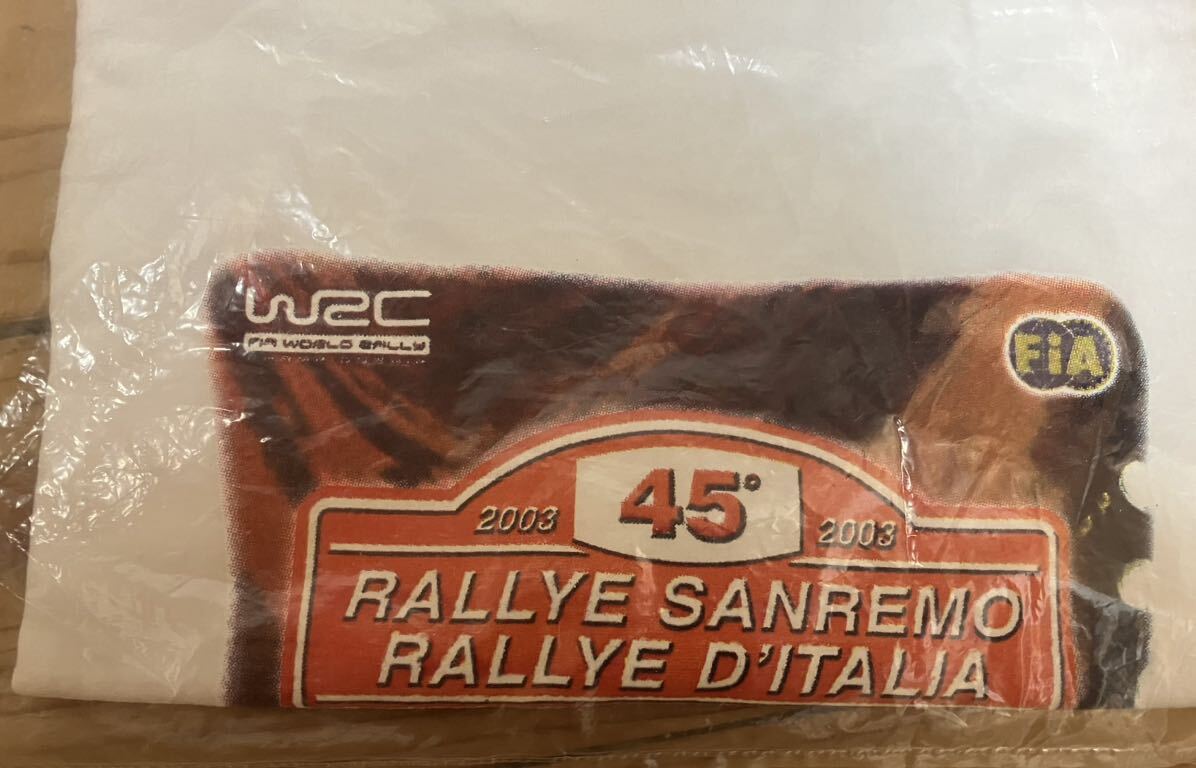 WRC
FIA WORLD RALLY
FiA
45°
2003 2003
RALLYE SANREMO
RALLYE D'ITALIA